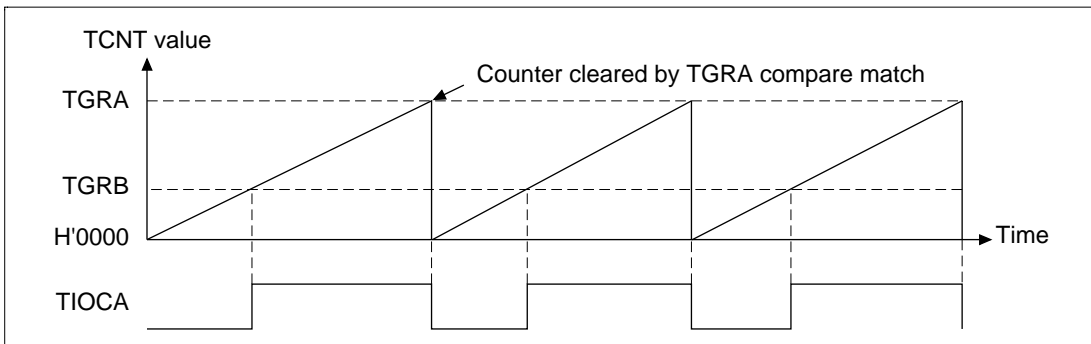 TCNT value
Counter cleared by TGRA compare match
TGRA
TGRB
H'0000
Time
TIOCA